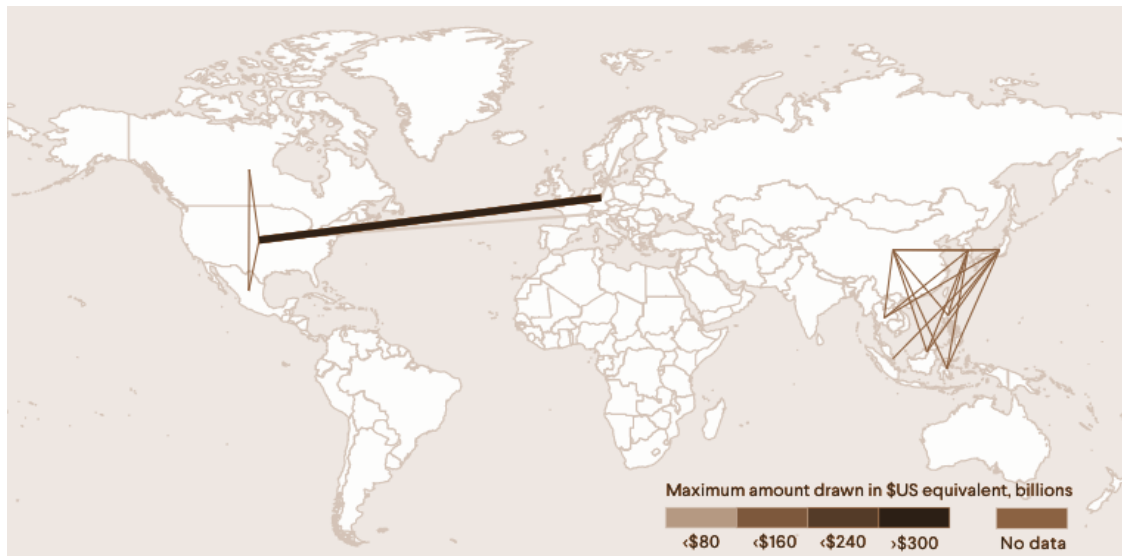 Maximum amount drawn in $US equivalent, billions
<$80 <$160 <$240 >$300 No data